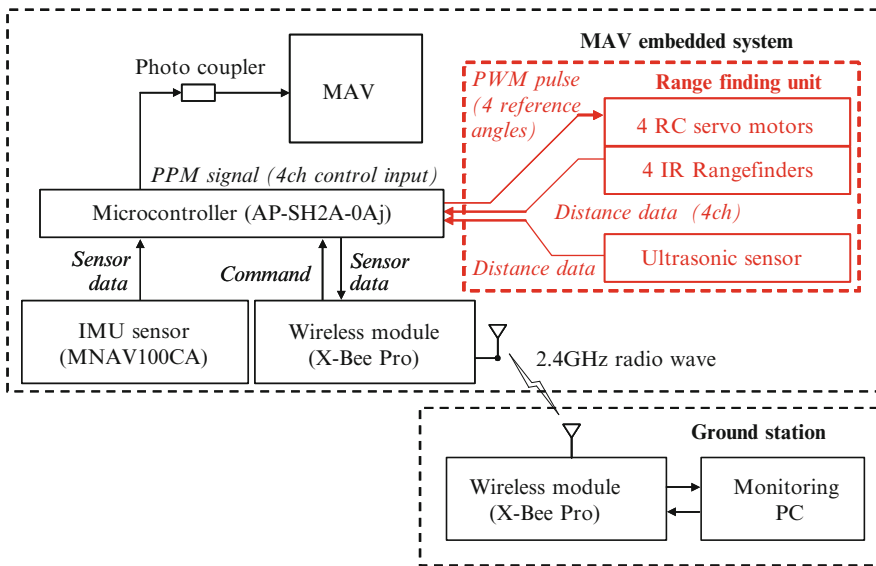 MAV embedded system
Photo coupler
MAV
PWM pulse
(4 reference
angles)
Range finding unit
4 RC servo motors
4 IR Rangefinders
PPM signal (4ch control input)
Microcontroller (AP-SH2A-0Aj)
Distance data (4ch)
Distance data
Ultrasonic sensor
Sensor
data
Command
Sensor
data
IMU sensor
(MNAV100CA)
Wireless module
(X-Bee Pro)
2.4GHz radio wave
Ground station
Wireless module
(X-Bee Pro)
Monitoring
PC